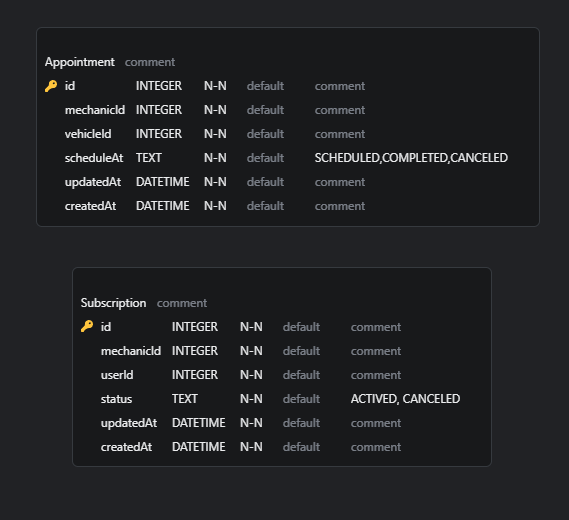 Appointment comment
id INTEGER N-N default comment
mechanicId INTEGER N-N default comment
vehicleId INTEGER N-N default comment
scheduleAt TEXT N-N default SCHEDULED,COMPLETED,CANCELED
updatedAt DATETIME N-N default comment
createdAt DATETIME N-N default comment
Subscription comment
id INTEGER N-N default comment
mechanicId INTEGER N-N default comment
userId INTEGER N-N default comment
status TEXT N-N default ACTIVED, CANCELED
updatedAt DATETIME N-N default comment
createdAt DATETIME N-N default comment